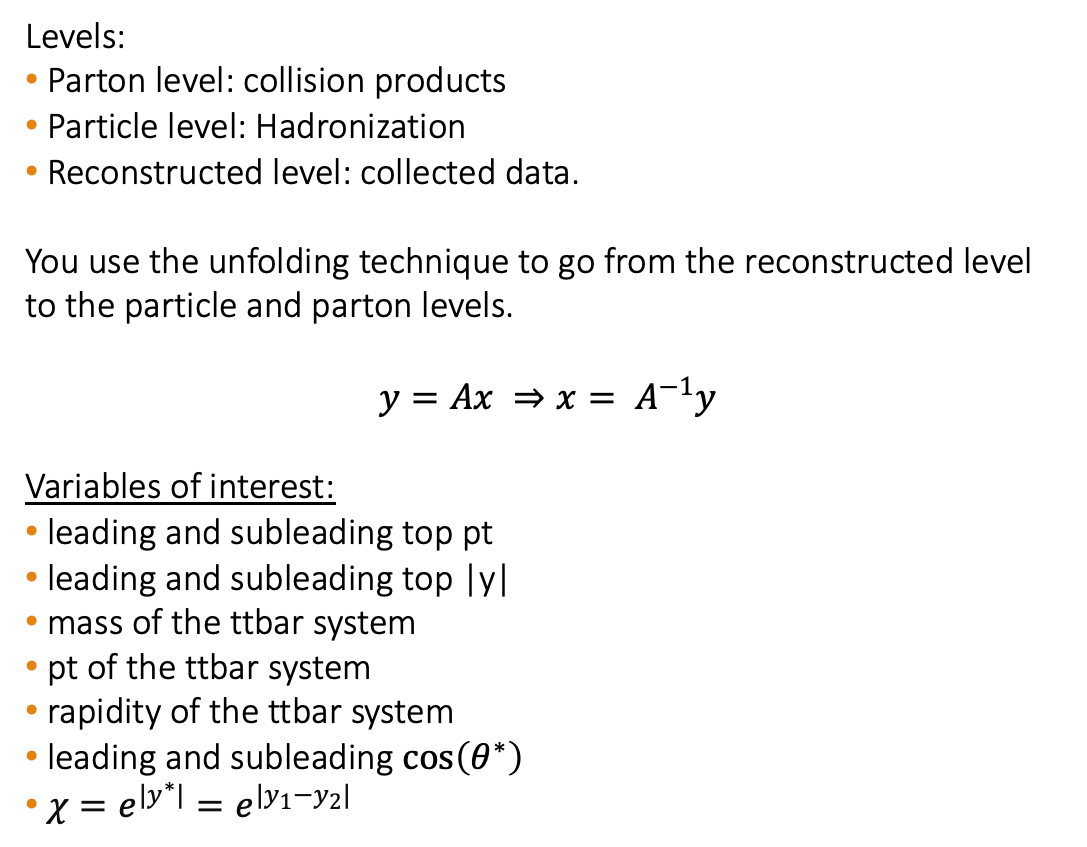 Levels:
• Parton level: collision products
• Particle level: Hadronization
• Reconstructed level: collected data.
You use the unfolding technique to go from the reconstructed level
to the particle and parton levels.
y = Ax ⇒ x = A⁻¹y
Variables of interest:
• leading and subleading top pt
• leading and subleading top |y|
• mass of the ttbar system
• pt of the ttbar system
• rapidity of the ttbar system
• leading and subleading cos(θ*)
• χ = e^|y*| = e^|y₁−y₂|